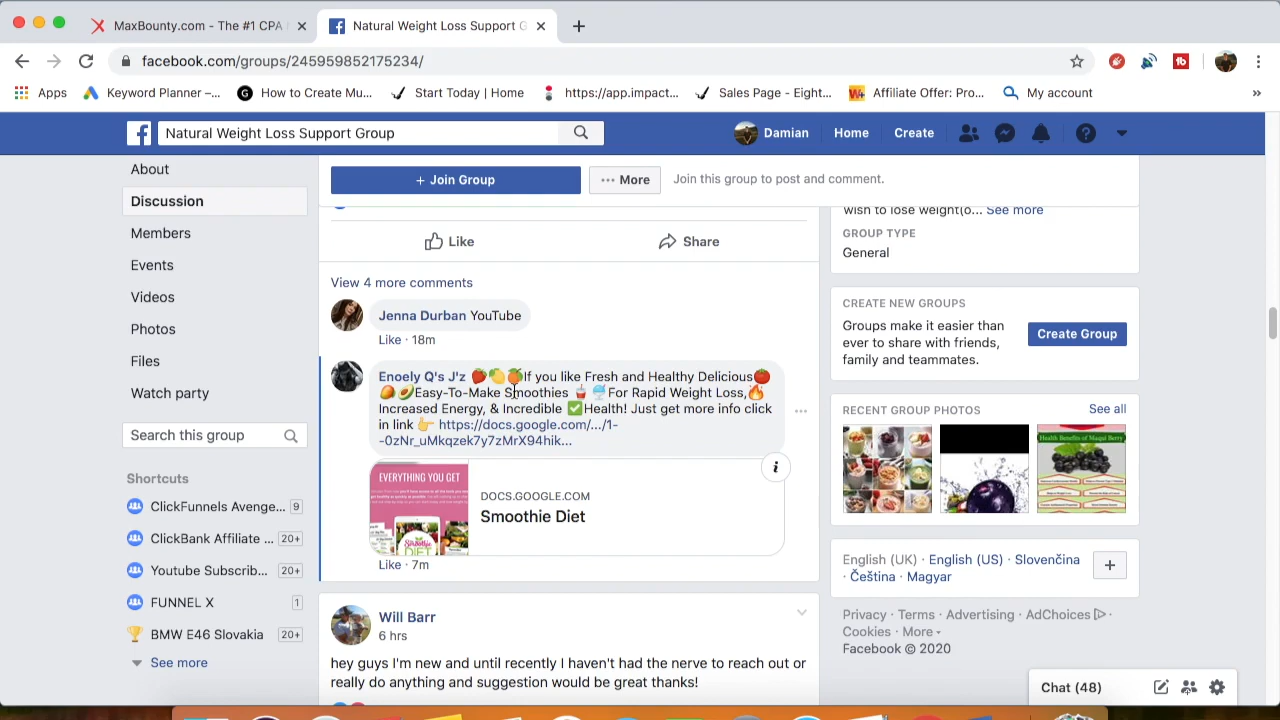 MaxBounty.com - The #1 CPA
Natural Weight Loss Support G
facebook.com/groups/245959852175234/
Apps
Keyword Planner –...
How to Create Mu...
Start Today | Home
https://app.impact...
Sales Page - Eight...
Affiliate Offer: Pro...
My account
»
Natural Weight Loss Support Group
Damian
Home
Create
About
Discussion
Members
Events
Videos
Photos
Files
Watch party
Search this group
Shortcuts
ClickFunnels Avenge... 9
ClickBank Affiliate ... 20+
Youtube Subscrib... 20+
FUNNEL X 1
BMW E46 Slovakia 20+
See more
+ Join Group
••• More
Join this group to post and comment.
Like
Share
View 4 more comments
Jenna Durban YouTube
Like · 18m
Enoely Q's J'z 🍓🍋🍊If you like Fresh and Healthy Delicious🍅
🥭🥑Easy-To-Make Smoothies 🥤🍧For Rapid Weight Loss,🔥
Increased Energy, & Incredible ✅Health! Just get more info click
in link 👉 https://docs.google.com/.../1-
-0zNr_uMkqzek7y7zMrX94hik...
EVERYTHING YOU GET
Smoothie
DIET
DOCS.GOOGLE.COM
Smoothie Diet
Like · 7m
Will Barr
6 hrs
hey guys I'm new and until recently I haven't had the nerve to reach out or
really do anything and suggestion would be great thanks!
wish to lose weight(o... See more
GROUP TYPE
General
CREATE NEW GROUPS
Groups make it easier than
ever to share with friends,
family and teammates.
Create Group
RECENT GROUP PHOTOS
See all
Health Benefits of Maqui Berry
English (UK) · English (US) · Slovenčina
· Čeština · Magyar
Privacy · Terms · Advertising · AdChoices ·
Cookies · More
Facebook © 2020
Chat (48)